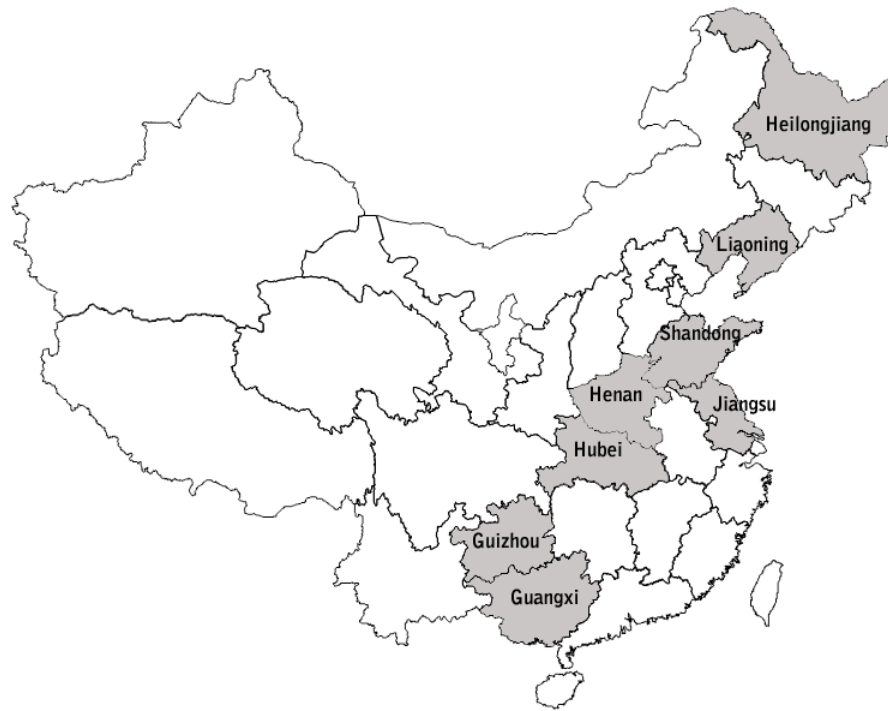 Heilongjiang
Liaoning
Shandong
Henan
Jiangsu
Hubei
Guizhou
Guangxi